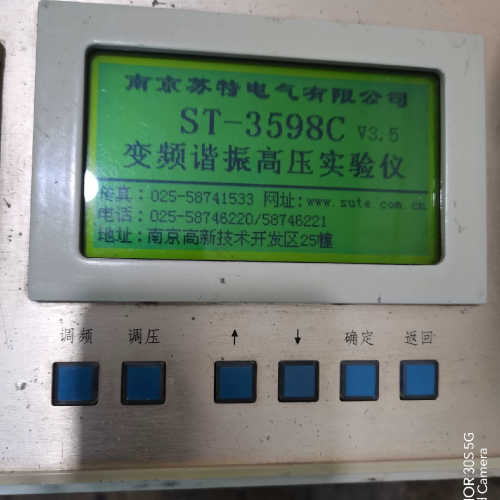 南京苏特电气有限公司
ST-3598C V3.5
变频谐振高压实验仪
传真：025-58741533 网址：www.sute.com.cn
电话：025-58746220/58746221
地址：南京高新技术开发区25幢
调频 调压 ↑ ↓ 确定 返回
OR30S5G
Camera